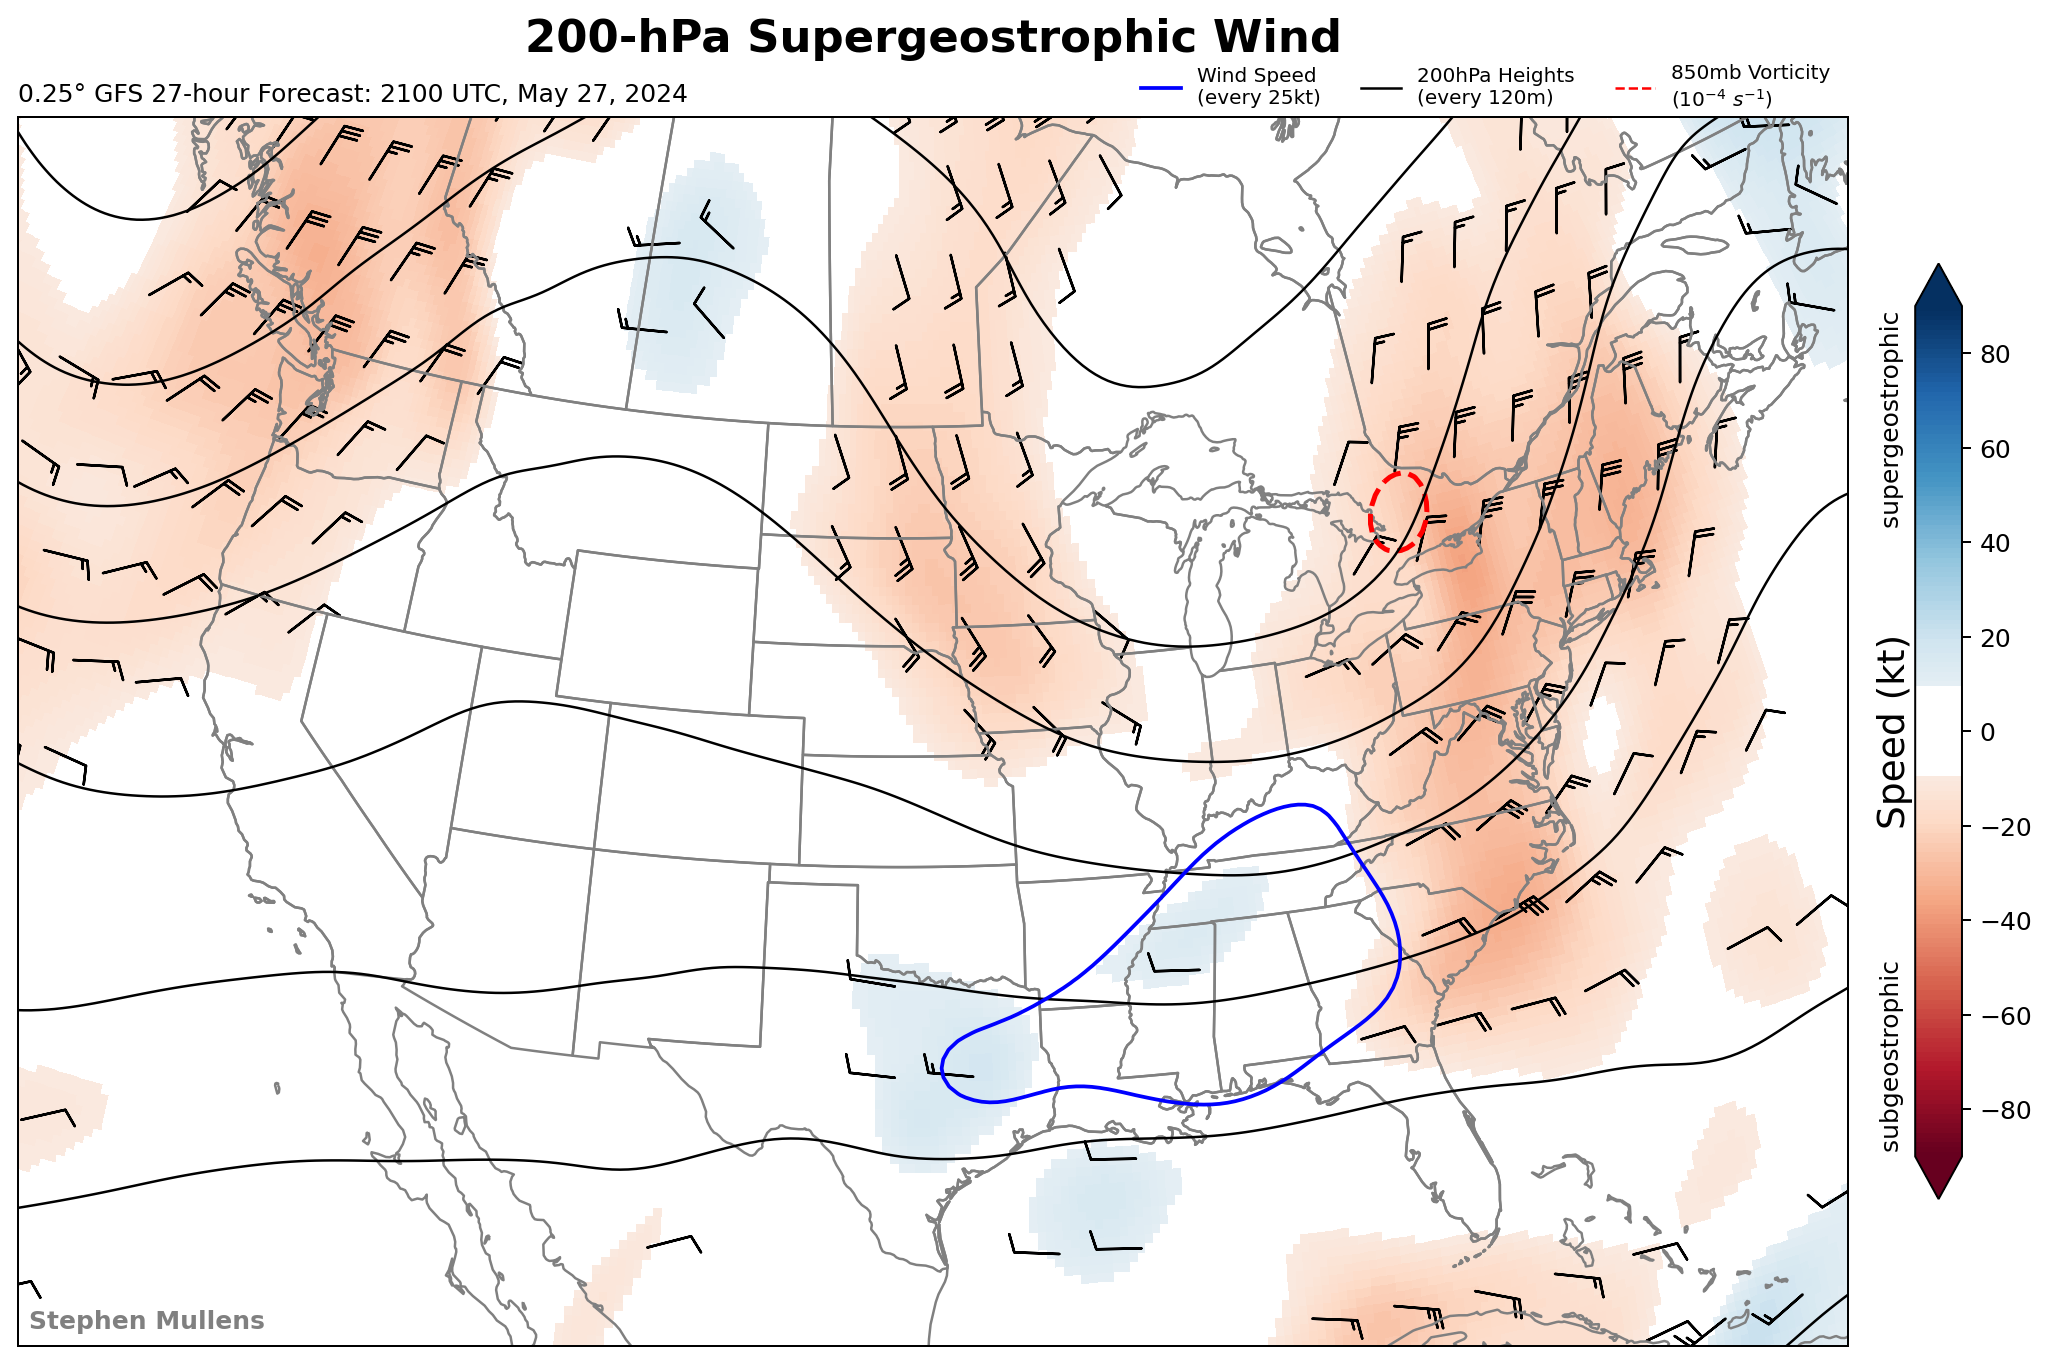 200-hPa Supergeostrophic Wind
0.25° GFS 27-hour Forecast: 2100 UTC, May 27, 2024
Wind Speed
(every 25kt)
200hPa Heights
(every 120m)
850mb Vorticity
(10⁻⁴ s⁻¹)
supergeostrophic
Speed (kt)
subgeostrophic
80
60
40
20
0
−20
−40
−60
−80
Stephen Mullens